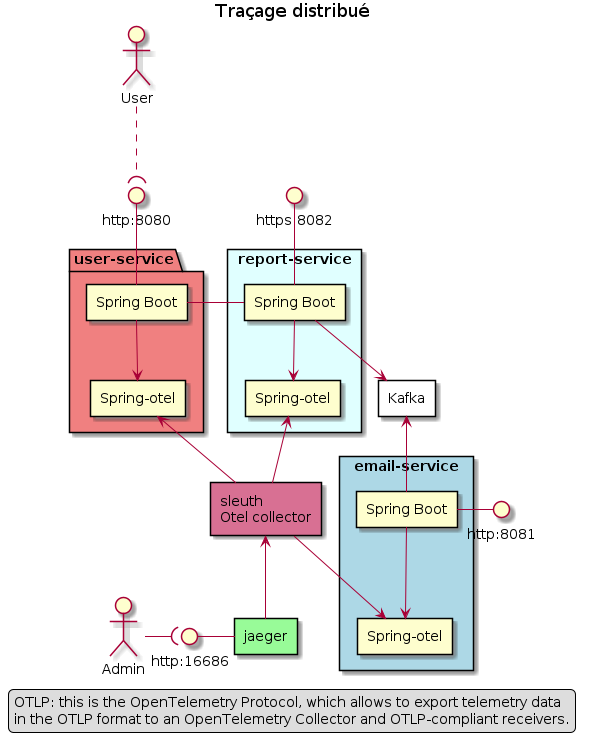 Traçage distribué
User
http:8080
https 8082
user-service
report-service
Spring Boot
Spring Boot
Spring-otel
Spring-otel
Kafka
email-service
sleuth
Otel collector
Spring Boot
http:8081
jaeger
Spring-otel
Admin
http:16686
OTLP: this is the OpenTelemetry Protocol, which allows to export telemetry data
in the OTLP format to an OpenTelemetry Collector and OTLP-compliant receivers.